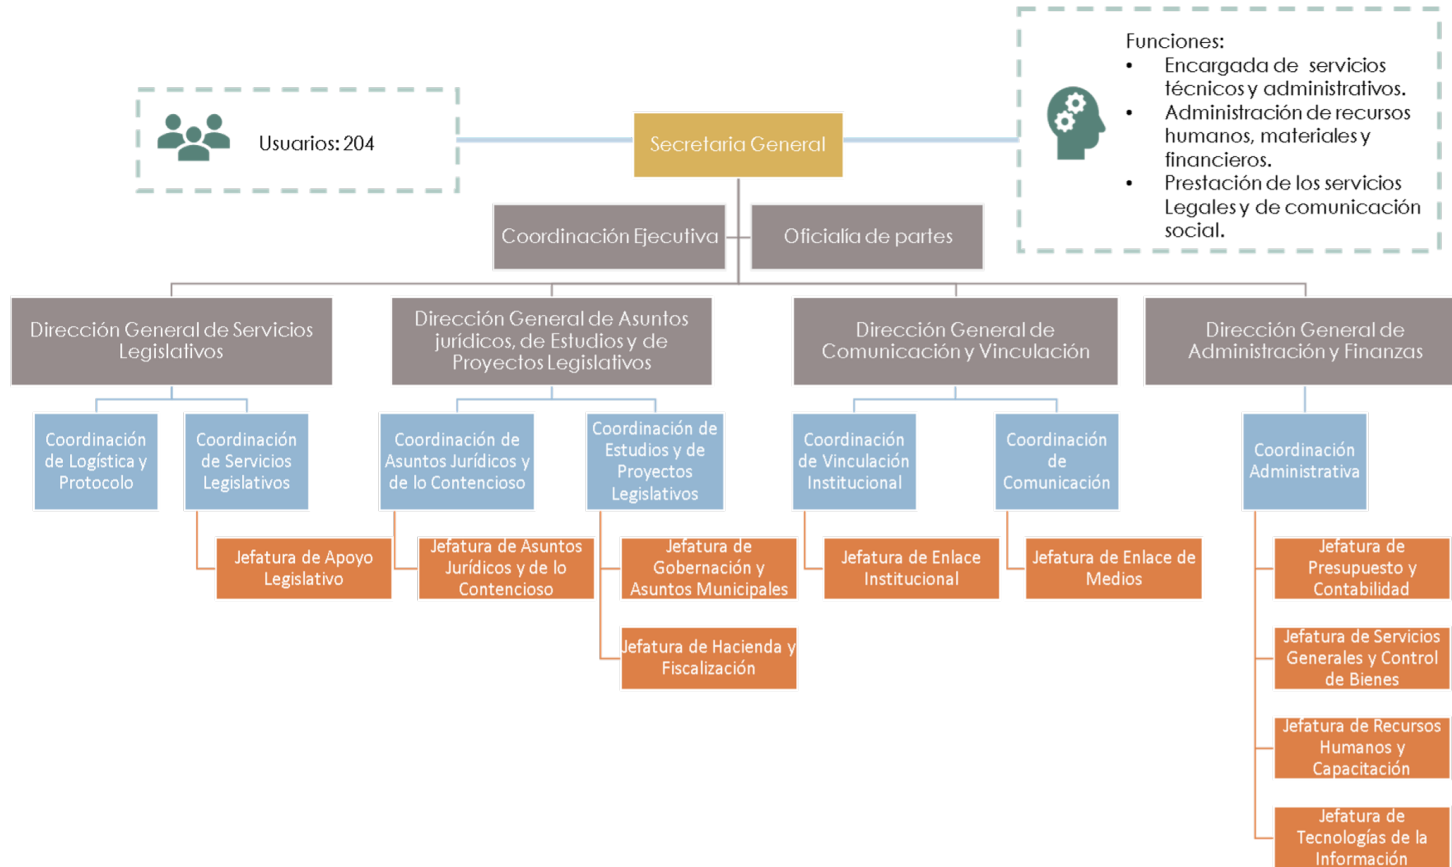 Funciones:
• Encargada de servicios
técnicos y administrativos.
• Administración de recursos
humanos, materiales y
financieros.
• Prestación de los servicios
Legales y de comunicación
social.
Usuarios: 204
Secretaria General
Coordinación Ejecutiva
Oficialía de partes
Dirección General de Servicios
Legislativos
Dirección General de Asuntos
jurídicos, de Estudios y de
Proyectos Legislativos
Dirección General de
Comunicación y Vinculación
Dirección General de
Administración y Finanzas
Coordinación
de Logística y
Protocolo
Coordinación
de Servicios
Legislativos
Coordinación de
Asuntos Jurídicos y
de lo Contencioso
Coordinación de
Estudios y de
Proyectos
Legislativos
Coordinación
de Vinculación
Institucional
Coordinación
de
Comunicación
Coordinación
Administrativa
Jefatura de Apoyo
Legislativo
Jefatura de Asuntos
Jurídicos y de lo
Contencioso
Jefatura de
Gobernación y
Asuntos Municipales
Jefatura de Hacienda y
Fiscalización
Jefatura de Enlace
Institucional
Jefatura de Enlace de
Medios
Jefatura de
Presupuesto y
Contabilidad
Jefatura de Servicios
Generales y Control
de Bienes
Jefatura de Recursos
Humanos y
Capacitación
Jefatura de
Tecnologías de la
Información